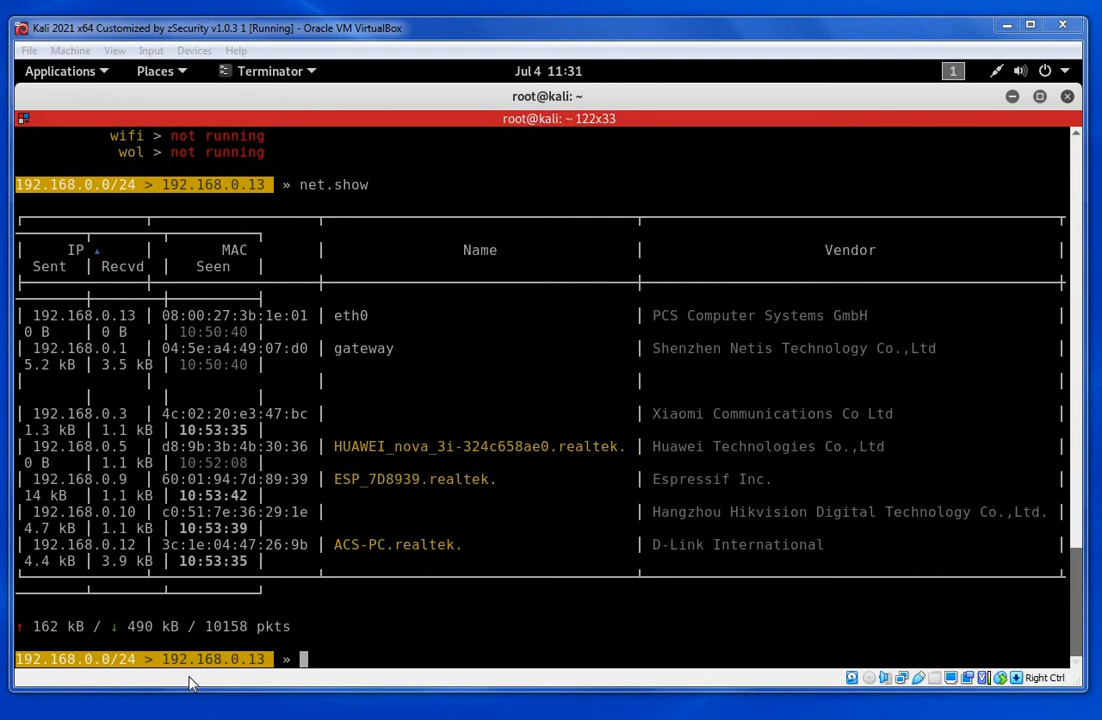 Kali 2021 x64 Customized by zSecurity v1.0.3 1 [Running] - Oracle VM VirtualBox
File Machine View Input Devices Help
Applications Places Terminator Jul 4 11:31 1
root@kali: ~
root@kali: ~ 122x33
wifi > not running
wol > not running
192.168.0.0/24 > 192.168.0.13 » net.show
IP ▴ MAC Name Vendor
Sent Recvd Seen
192.168.0.13 08:00:27:3b:1e:01 eth0 PCS Computer Systems GmbH
0 B 0 B 10:50:40
192.168.0.1 04:5e:a4:49:07:d0 gateway Shenzhen Netis Technology Co.,Ltd
5.2 kB 3.5 kB 10:50:40
192.168.0.3 4c:02:20:e3:47:bc Xiaomi Communications Co Ltd
1.3 kB 1.1 kB 10:53:35
192.168.0.5 d8:9b:3b:4b:30:36 HUAWEI_nova_3i-324c658ae0.realtek. Huawei Technologies Co.,Ltd
0 B 1.1 kB 10:52:08
192.168.0.9 60:01:94:7d:89:39 ESP_7D8939.realtek. Espressif Inc.
14 kB 1.1 kB 10:53:42
192.168.0.10 c0:51:7e:36:29:1e Hangzhou Hikvision Digital Technology Co.,Ltd.
4.7 kB 1.1 kB 10:53:39
192.168.0.12 3c:1e:04:47:26:9b ACS-PC.realtek. D-Link International
4.4 kB 3.9 kB 10:53:35
↑ 162 kB / ↓ 490 kB / 10158 pkts
192.168.0.0/24 > 192.168.0.13 »
Right Ctrl